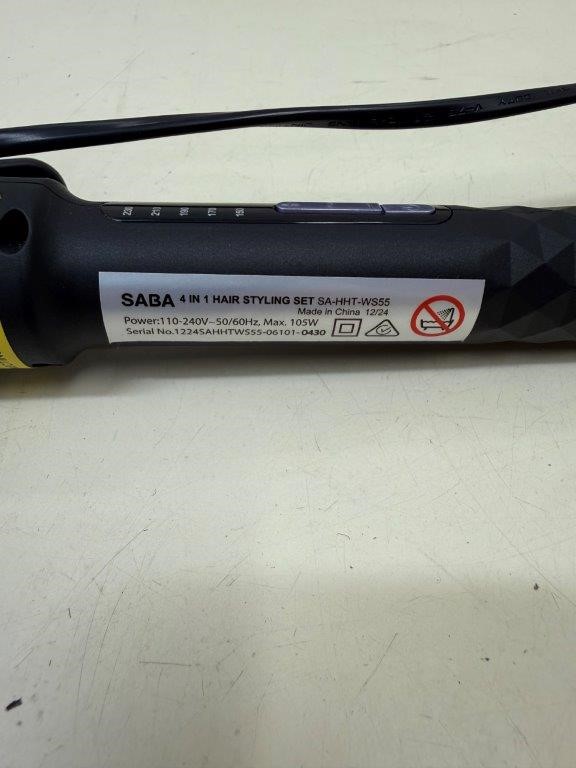 230 210 190 170 150
SABA 4 IN 1 HAIR STYLING SET SA-HHT-WS55
Made in China 12/24
Power:110-240V~50/60Hz, Max. 105W
Serial No.1224SAHHTWS55-06101-0430